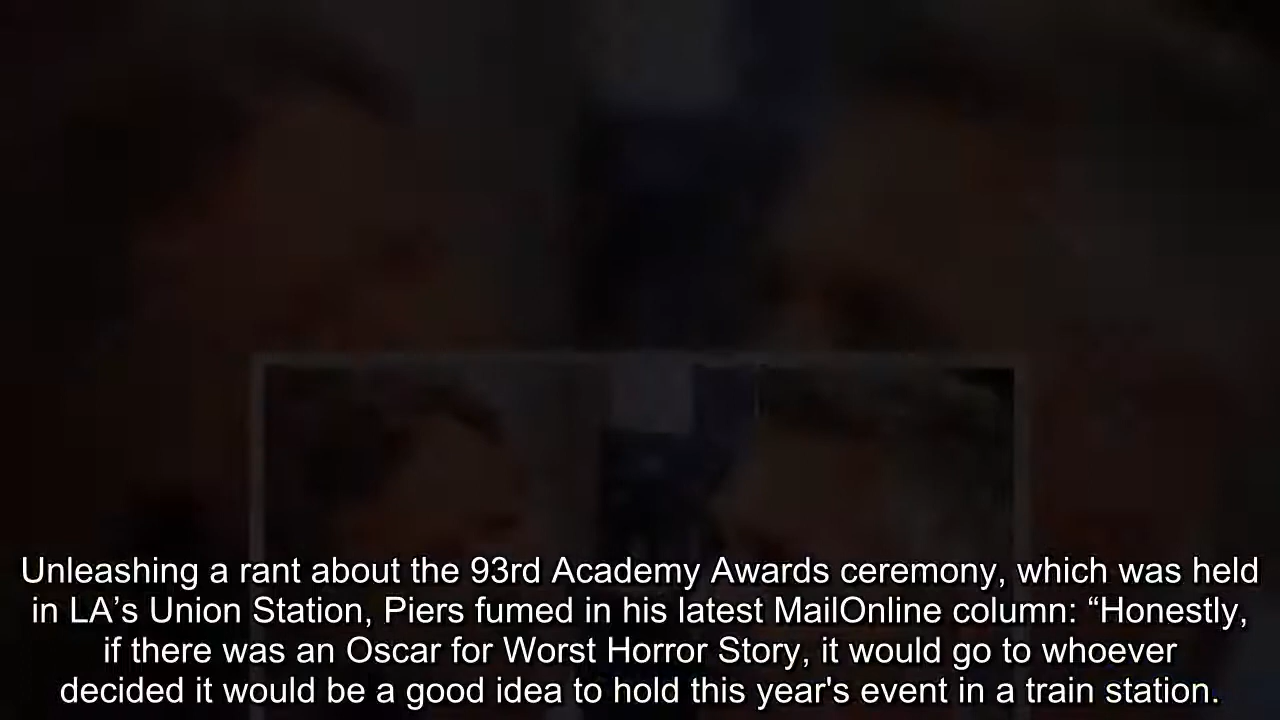 Unleashing a rant about the 93rd Academy Awards ceremony, which was held
in LA’s Union Station, Piers fumed in his latest MailOnline column: “Honestly,
if there was an Oscar for Worst Horror Story, it would go to whoever
decided it would be a good idea to hold this year's event in a train station.